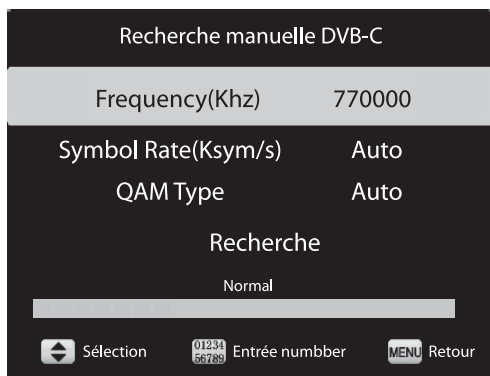 Recherche manuelle DVB-C
Frequency(Khz) 770000
Symbol Rate(Ksym/s) Auto
QAM Type Auto
Recherche
Normal
Sélection 01234 56789 Entrée numbber MENU Retour